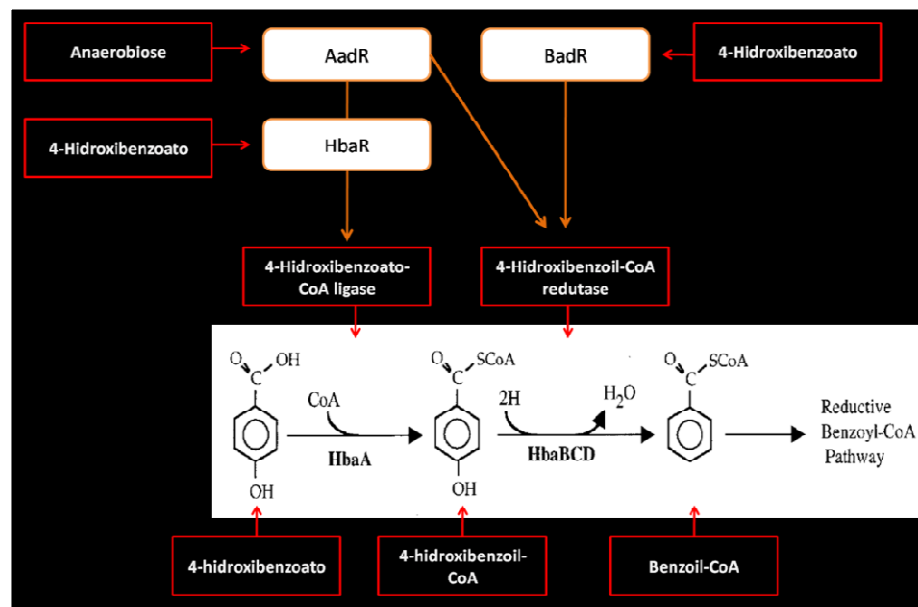 Anaerobiose
AadR
BadR
4-Hidroxibenzoato
4-Hidroxibenzoato
HbaR
4-Hidroxibenzoato-
CoA ligase
4-Hidroxibenzoil-CoA
redutase
O
OH
C
OH
CoA
HbaA
O
SCoA
C
OH
2H
H2O
HbaBCD
O
SCoA
C
Reductive
Benzoyl-CoA
Pathway
4-hidroxibenzoato
4-hidroxibenzoil-
CoA
Benzoil-CoA